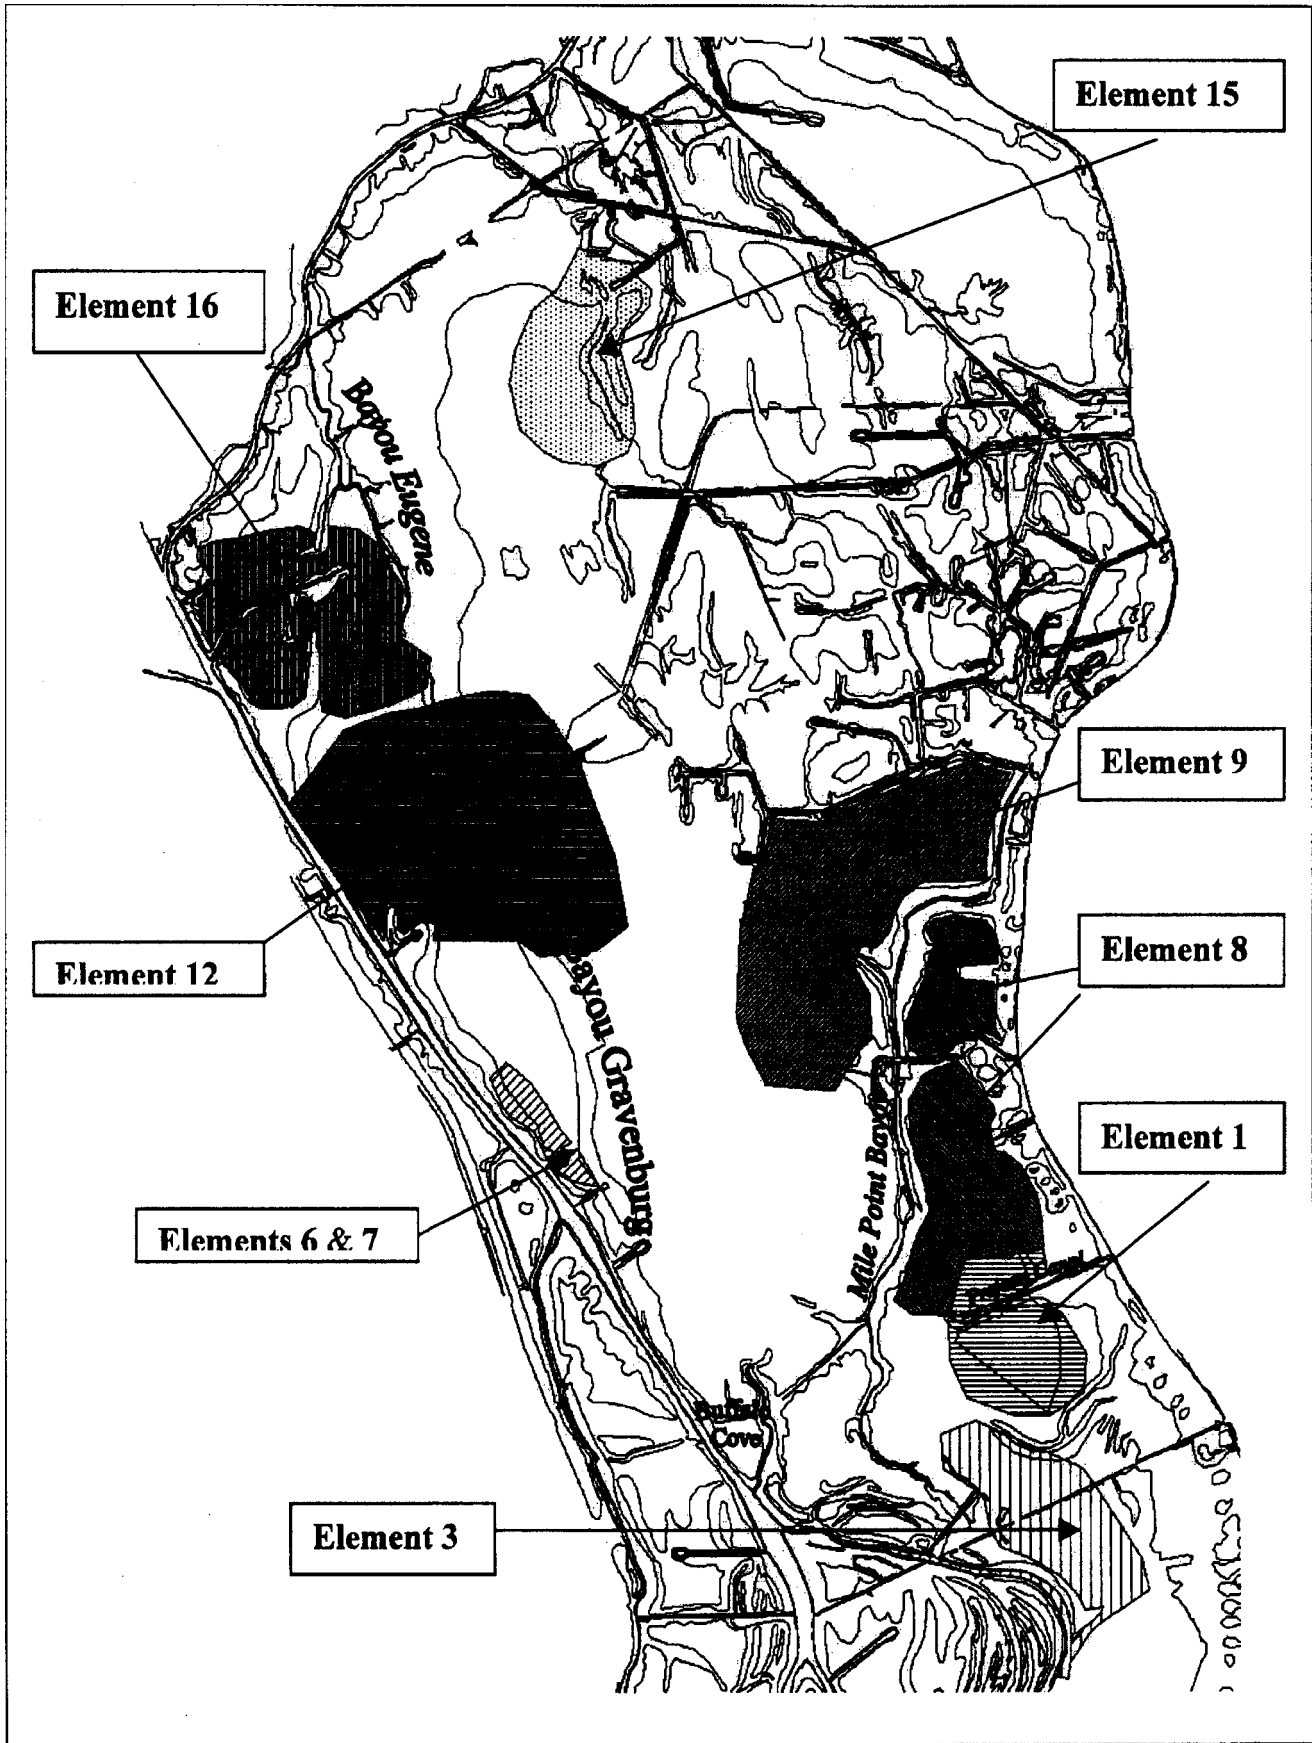 Element 15
Element 16
Bayou Eugene
Element 9
Element 8
Element 12
Bayou Gravenburg
Element 1
Mile Point Bayou
Elements 6 & 7
Buffalo
Cove
Element 3